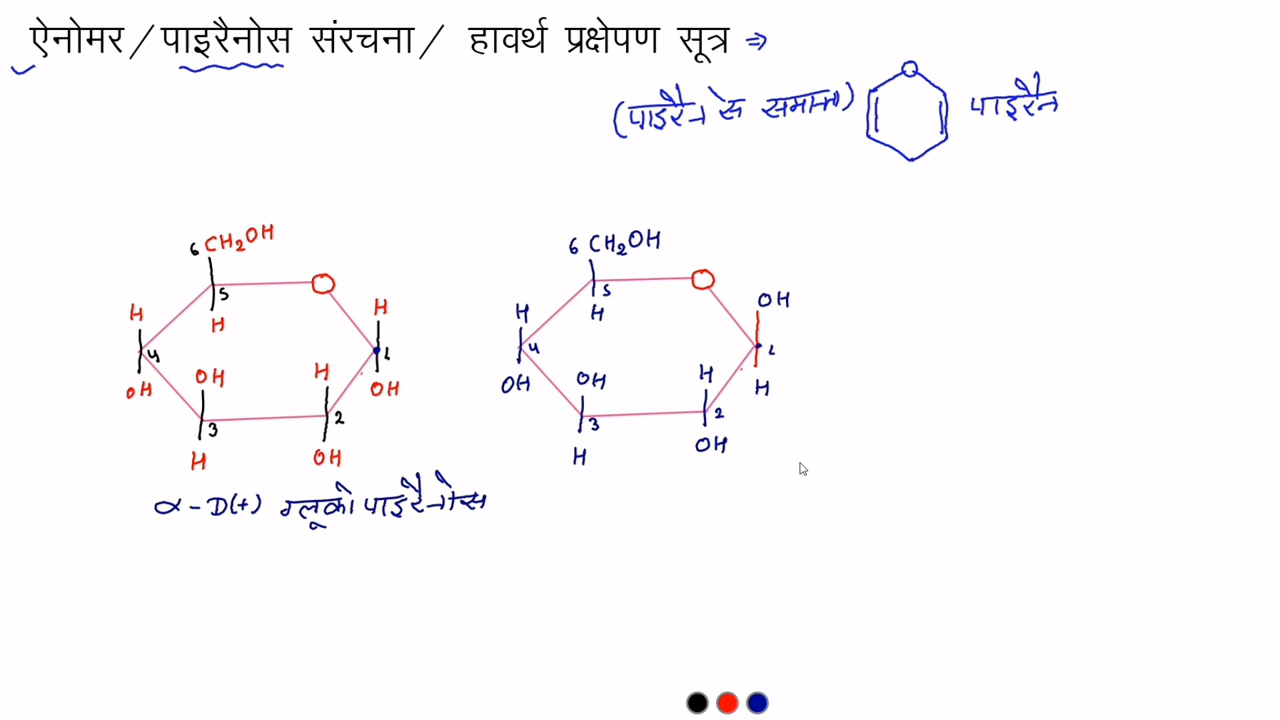 ऐनोमर / पाइरैनोस संरचना / हावर्थ प्रक्षेपण सूत्र ⇒
(पाइरैन के समान) पाइरैन
O
6 CH₂OH
5 O
H H H
4 1
OH OH H OH
3 2
H OH
6 CH₂OH
5 O OH
H H
4 1
OH OH H H
3 2
H OH
α - D(+) ग्लूकोपाइरैनोस